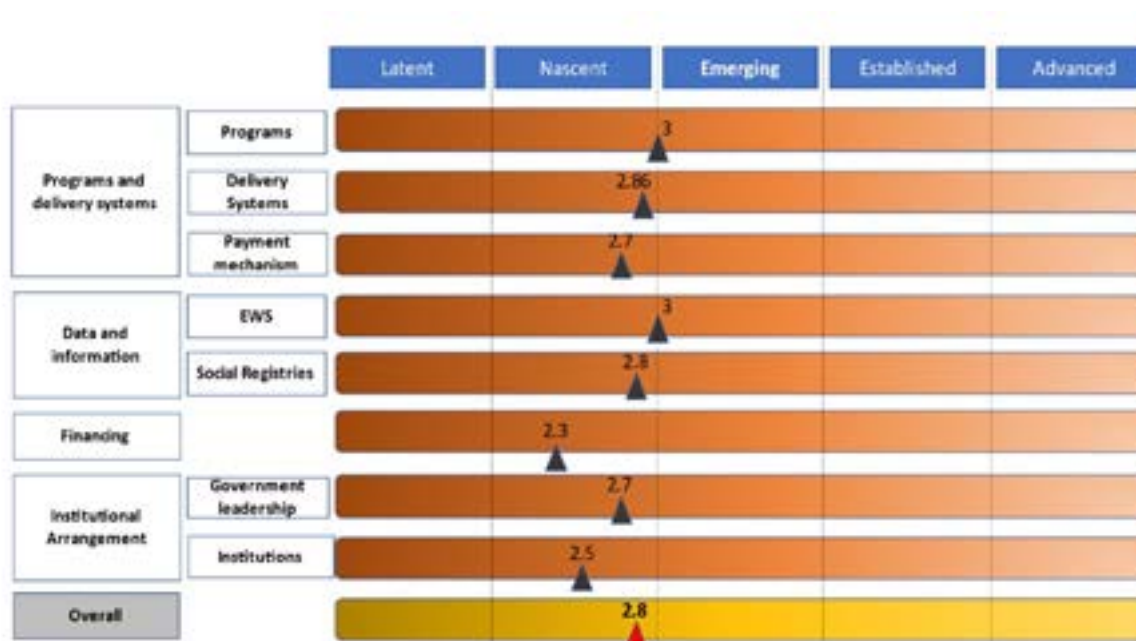 Latent Nascent Emerging Established Advanced
Programs and
delivery systems
Programs
3
Delivery
Systems
2.86
Payment
mechanism
2.7
Data and
information
EWS
3
Social Registries
2.8
Financing
2.3
Institutional
Arrangement
Government
leadership
2.7
Institutions
2.5
Overall
2.8